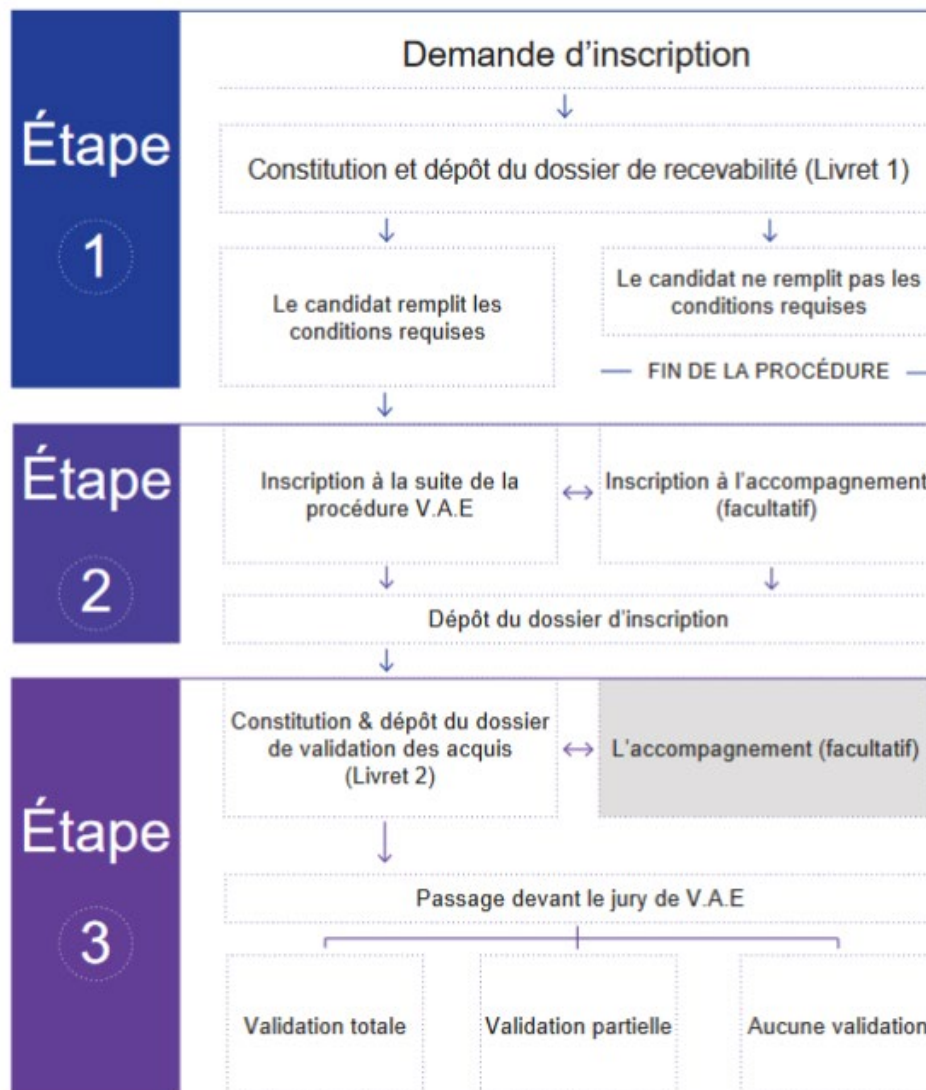 Étape
1
Demande d'inscription
Constitution et dépôt du dossier de recevabilité (Livret 1)
Le candidat remplit les
conditions requises
Le candidat ne remplit pas les
conditions requises
FIN DE LA PROCÉDURE
Étape
2
Inscription à la suite de la
procédure V.A.E
Inscription à l'accompagnement
(facultatif)
Dépôt du dossier d'inscription
Étape
3
Constitution & dépôt du dossier
de validation des acquis
(Livret 2)
L'accompagnement (facultatif)
Passage devant le jury de V.A.E
Validation totale
Validation partielle
Aucune validation